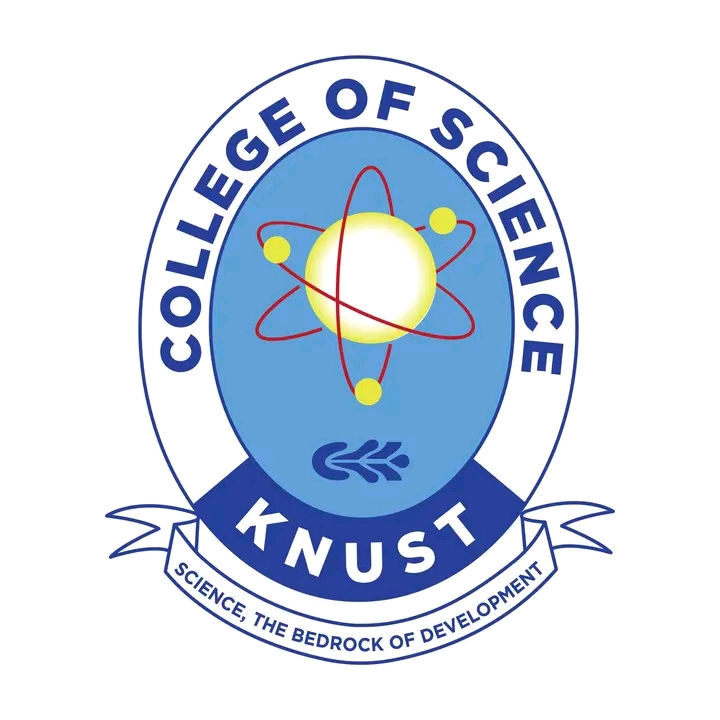 COLLEGE OF SCIENCE
KNUST
SCIENCE, THE BEDROCK OF DEVELOPMENT